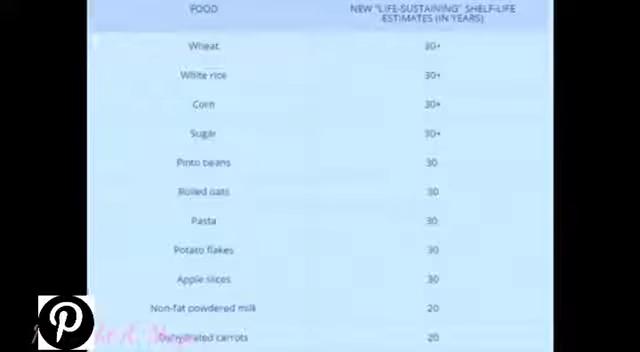 FOOD NEW "LIFE-SUSTAINING" SHELF-LIFE
ESTIMATES (IN YEARS)
Wheat 30+
White rice 30+
Corn 30+
Sugar 30+
Pinto beans 30
Rolled oats 30
Pasta 30
Potato flakes 30
Apple slices 30
Non-fat powdered milk 20
Dehydrated carrots 20